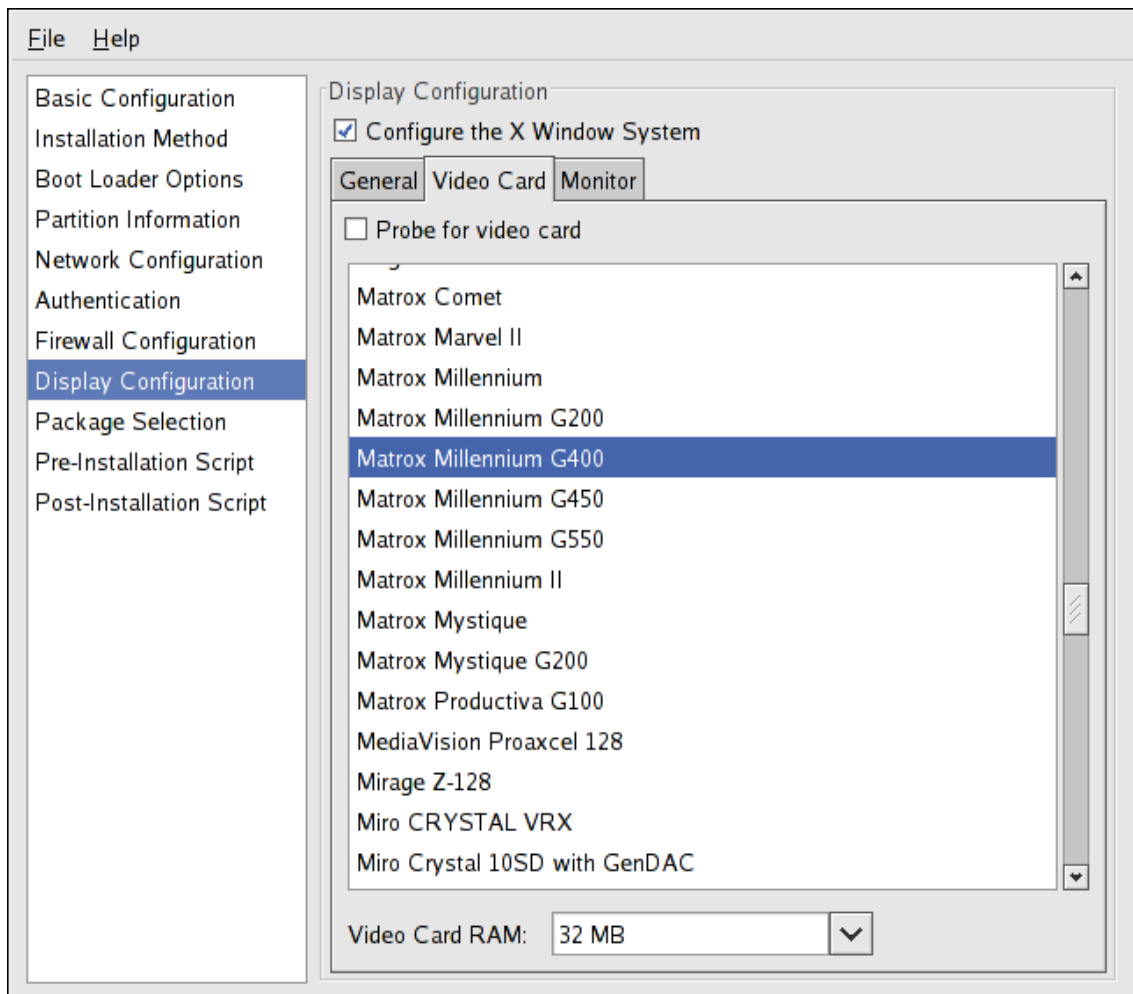 File Help
Basic Configuration
Installation Method
Boot Loader Options
Partition Information
Network Configuration
Authentication
Firewall Configuration
Display Configuration
Package Selection
Pre-Installation Script
Post-Installation Script
Display Configuration
Configure the X Window System
General Video Card Monitor
Probe for video card
Matrox Comet
Matrox Marvel II
Matrox Millennium
Matrox Millennium G200
Matrox Millennium G400
Matrox Millennium G450
Matrox Millennium G550
Matrox Millennium II
Matrox Mystique
Matrox Mystique G200
Matrox Productiva G100
MediaVision Proaxcel 128
Mirage Z-128
Miro CRYSTAL VRX
Miro Crystal 10SD with GenDAC
Video Card RAM: 32 MB